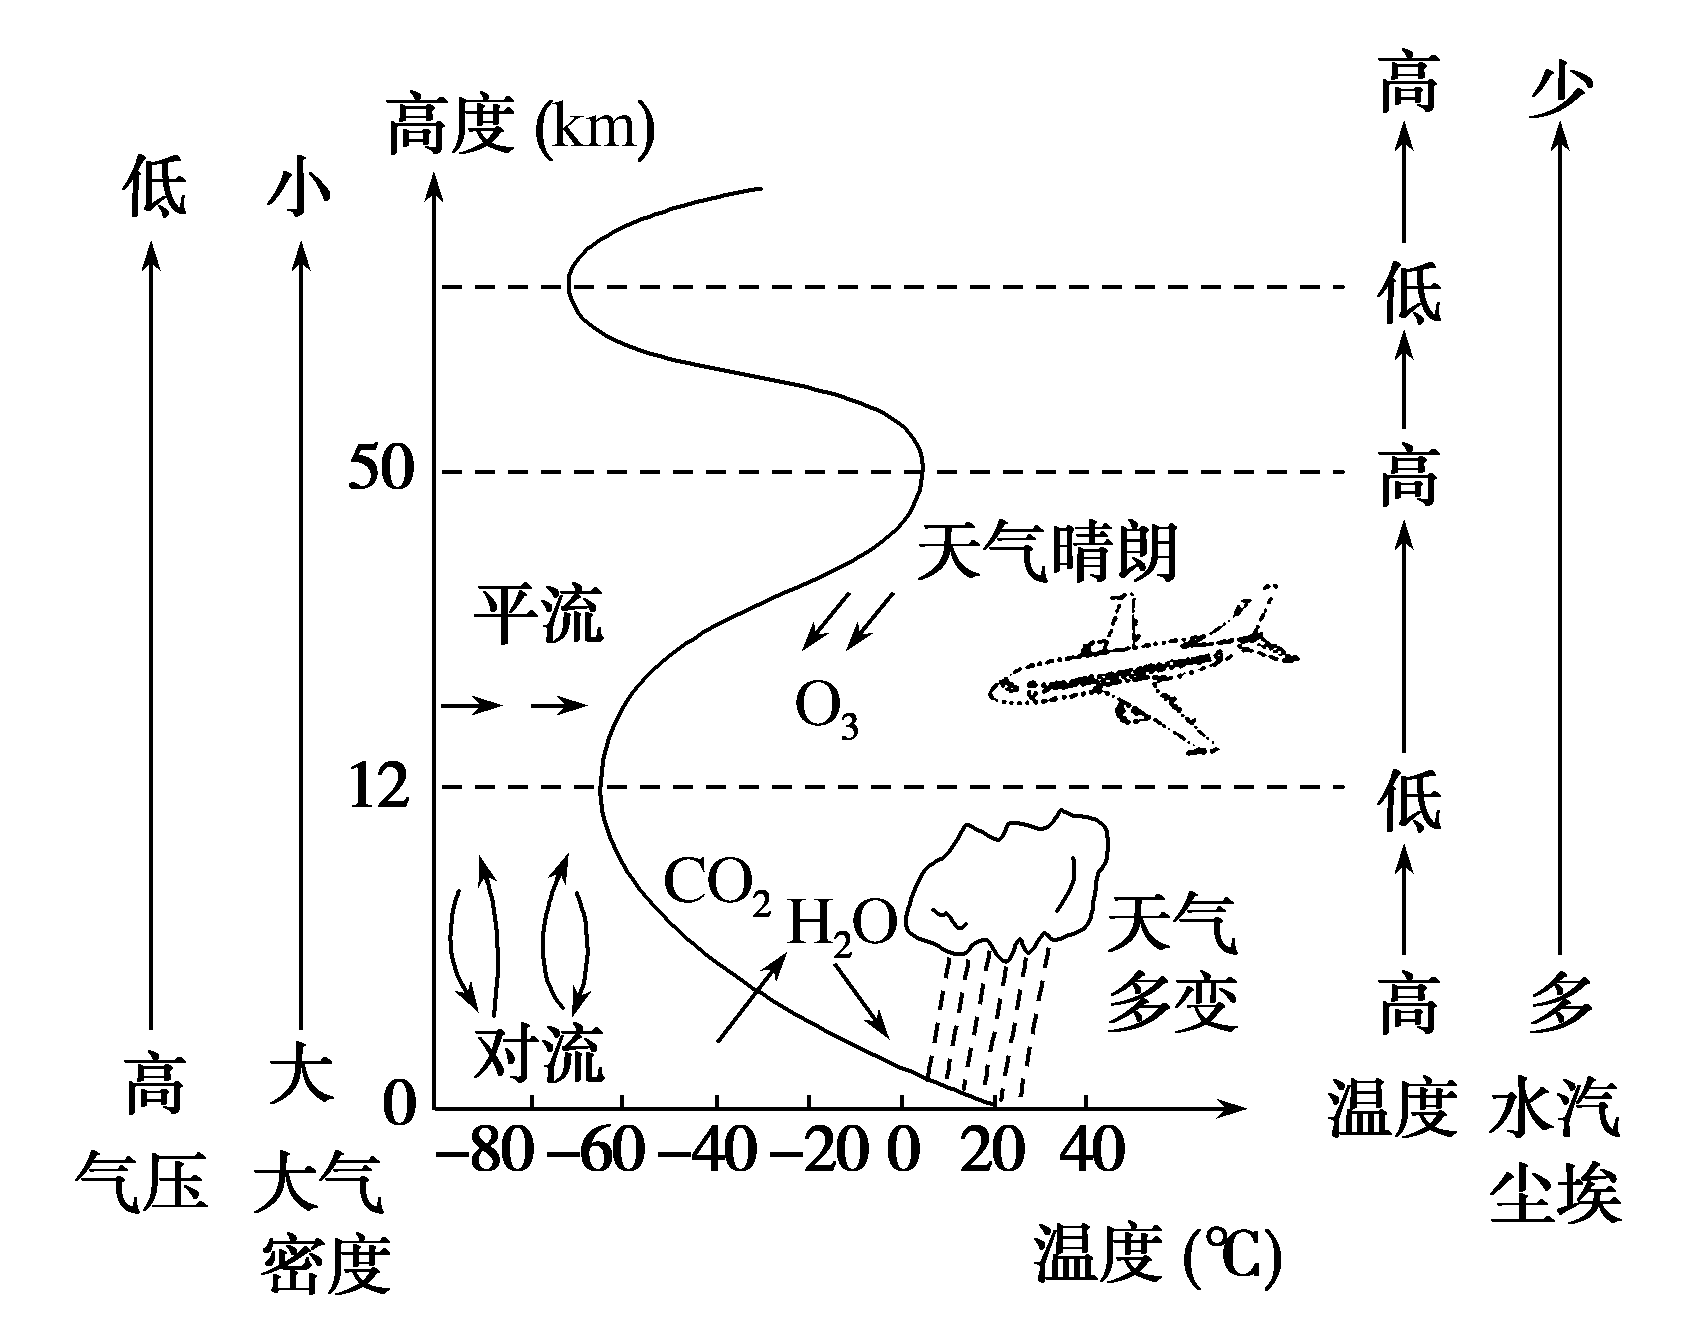 高 少
高度(km)
低 小
低
50
高
天气晴朗
平流
O₃
12
低
CO₂
H₂O
天气
多变
高 多
对流
高 大
0
温度 水汽
尘埃
−80 −60 −40 −20 0 20 40
气压 大气
密度
温度(℃)